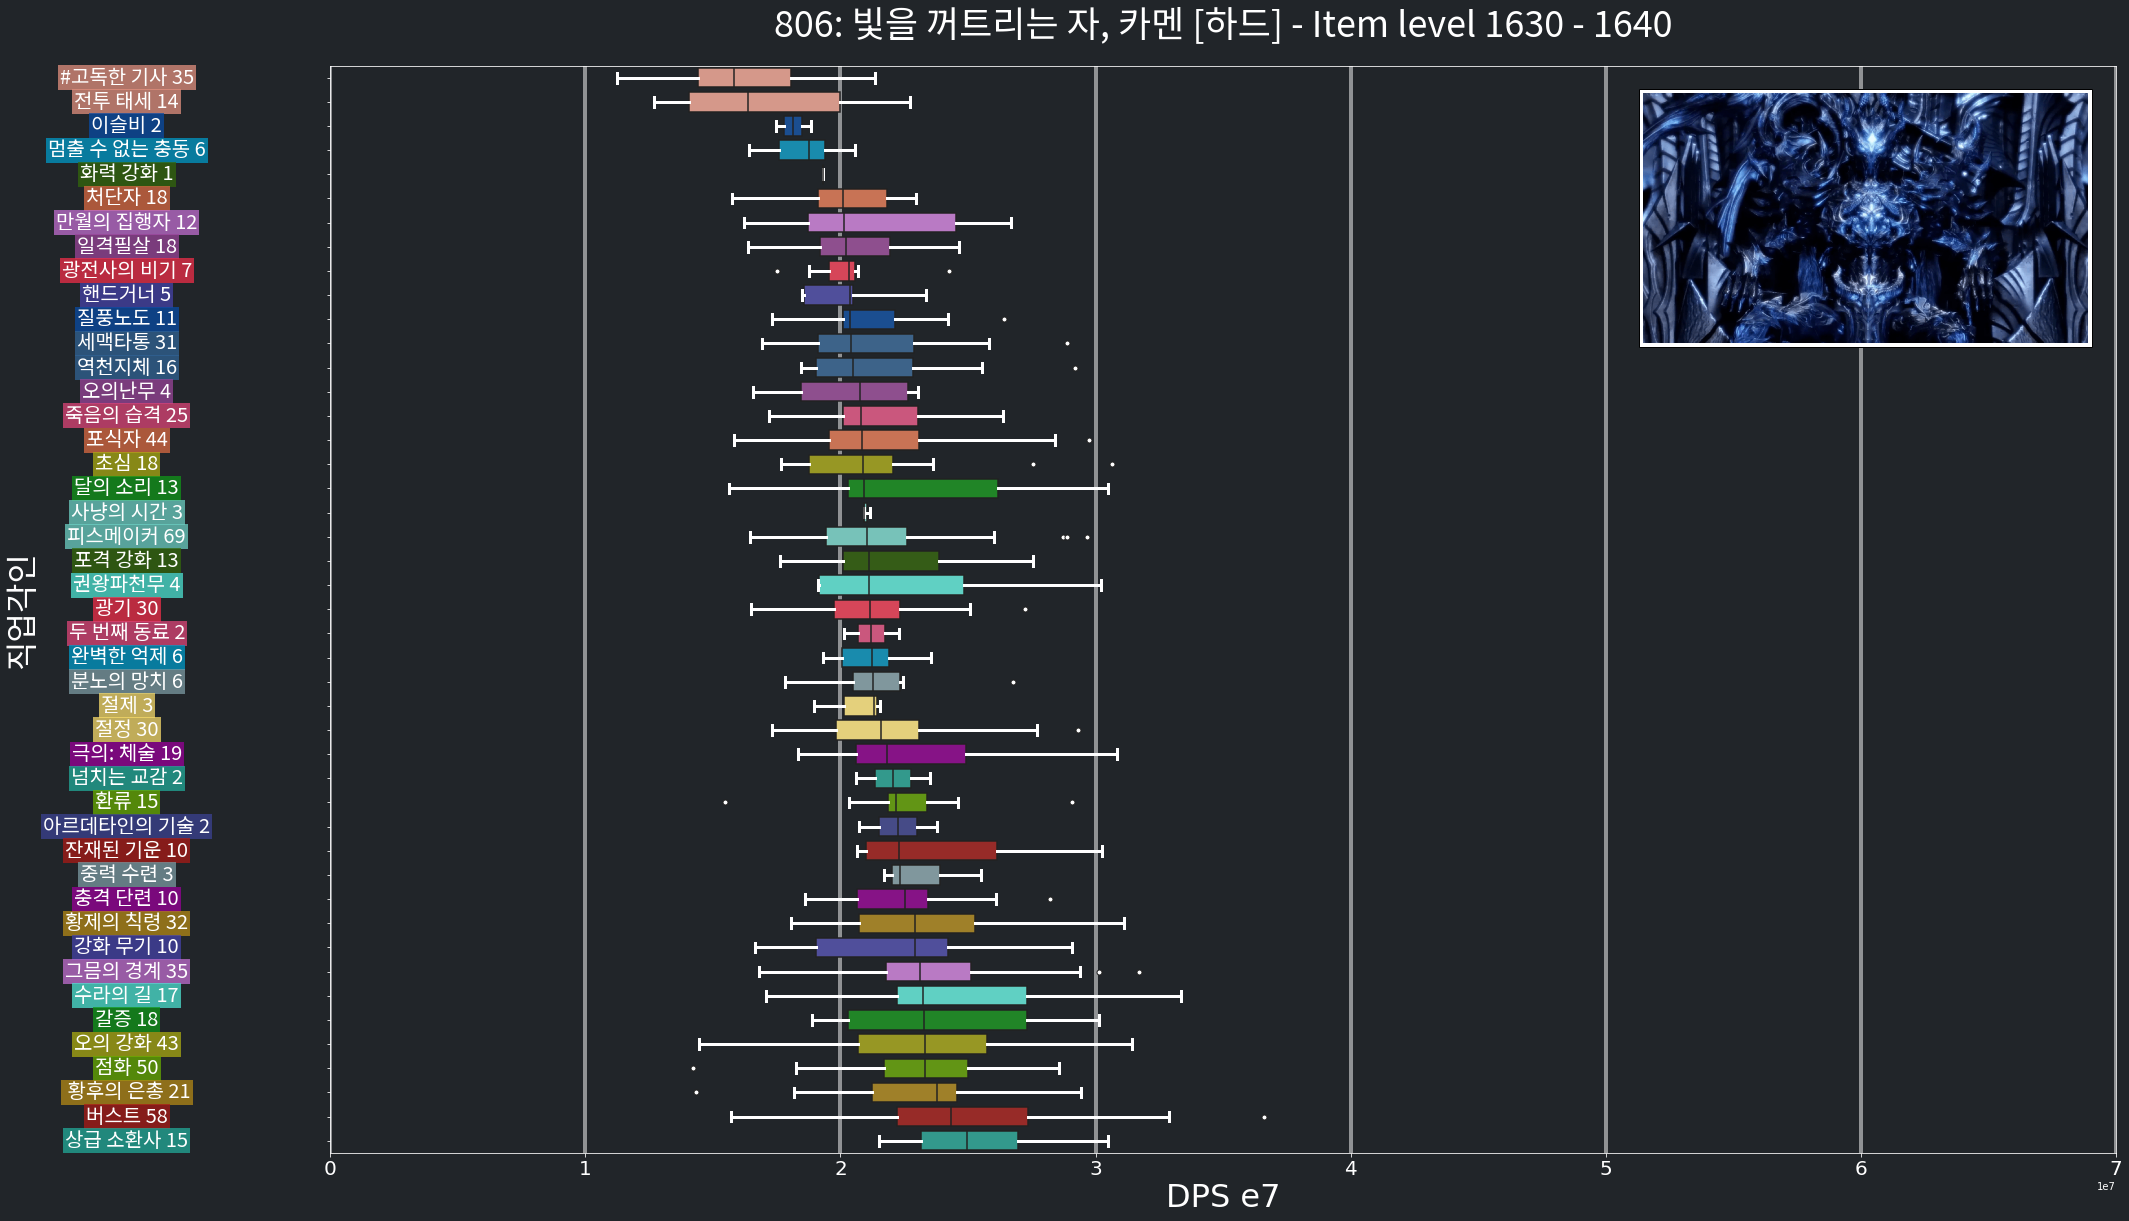 806: 빛을 꺼트리는 자, 카멘 [하드] - Item level 1630 - 1640
#고독한 기사 35
전투 태세 14
이슬비 2
멈출 수 없는 충동 6
화력 강화 1
처단자 18
만월의 집행자 12
일격필살 18
광전사의 비기 7
핸드거너 5
질풍노도 11
세맥타통 31
역천지체 16
오의난무 4
죽음의 습격 25
포식자 44
초심 18
달의 소리 13
사냥의 시간 3
피스메이커 69
포격 강화 13
권왕파천무 4
광기 30
두 번째 동료 2
완벽한 억제 6
분노의 망치 6
절제 3
절정 30
극의: 체술 19
넘치는 교감 2
환류 15
아르데타인의 기술 2
잔재된 기운 10
중력 수련 3
충격 단련 10
황제의 칙령 32
강화 무기 10
그믐의 경계 35
수라의 길 17
갈증 18
오의 강화 43
점화 50
황후의 은총 21
버스트 58
상급 소환사 15
직업각인
0 1 2 3 4 5 6 7
1e7
DPS e7